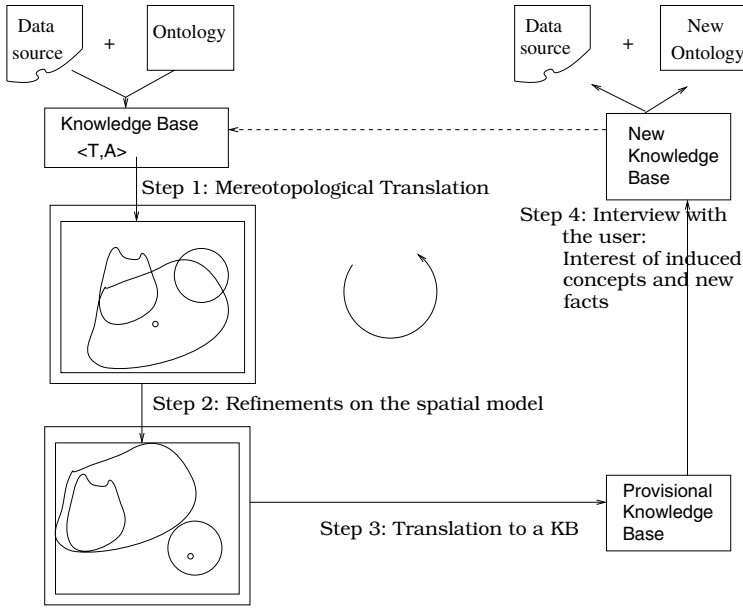 Data
source
+
Ontology
Data
source
+
New
Ontology
Knowledge Base
<T,A>
New
Knowledge
Base
Step 1: Mereotopological Translation
Step 4: Interview with
the user:
Interest of induced
concepts and new
facts
Step 2: Refinements on the spatial model
Step 3: Translation to a KB
Provisional
Knowledge
Base